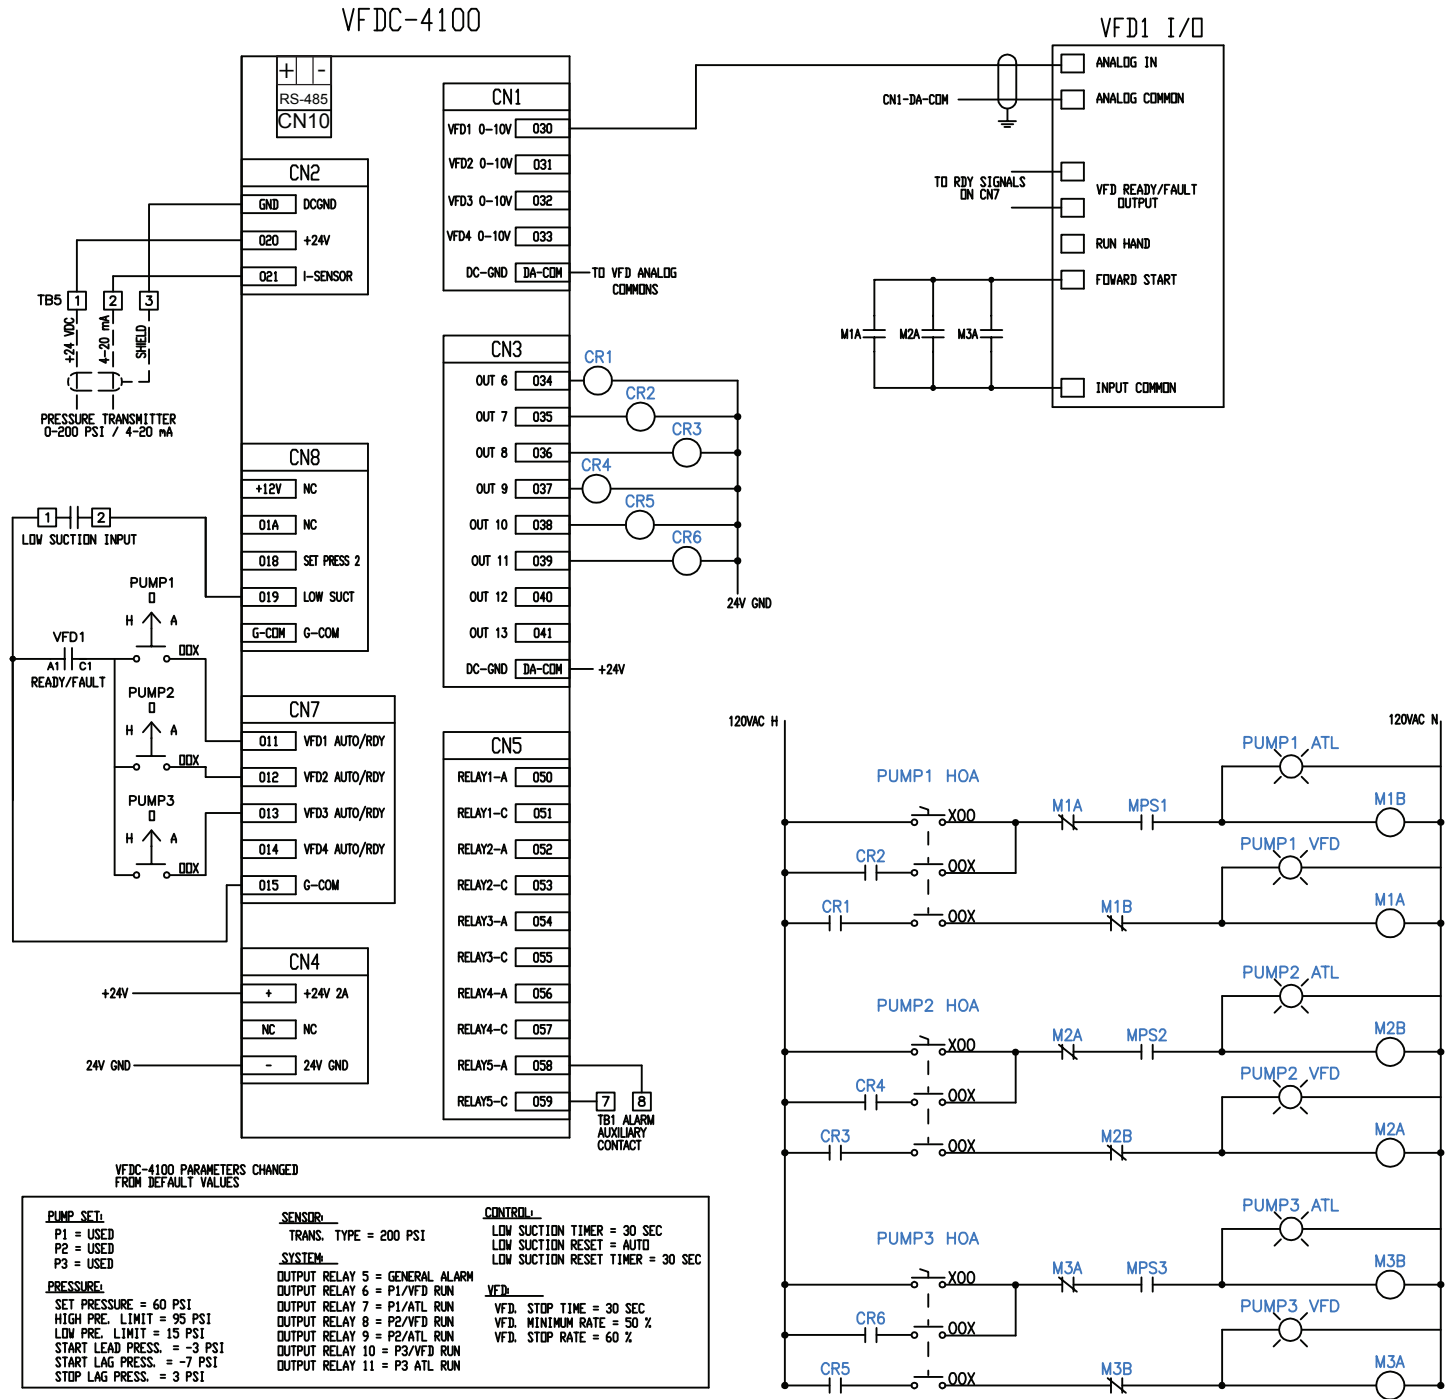 VFDC-4100
VFD1 I/O
+ -
RS-485
CN10
CN1
VFD1 0-10V 030
VFD2 0-10V 031
VFD3 0-10V 032
VFD4 0-10V 033
DC-GND DA-COM
TO VFD ANALOG
COMMONS
ANALOG IN
CN1-DA-COM
ANALOG COMMON
TO RDY SIGNALS
ON CN7
VFD READY/FAULT
OUTPUT
RUN HAND
FOWARD START
M1A M2A M3A
INPUT COMMON
CN2
GND DCGND
020 +24V
021 I-SENSOR
TB5 1 2 3
+24 VDC
4-20 mA
SHIELD
PRESSURE TRANSMITTER
0-200 PSI / 4-20 mA
CN3
OUT 6 034
OUT 7 035
OUT 8 036
OUT 9 037
OUT 10 038
OUT 11 039
OUT 12 040
OUT 13 041
DC-GND DA-COM
+24V
CR1
CR2
CR3
CR4
CR5
CR6
24V GND
CN8
+12V NC
01A NC
018 SET PRESS 2
019 LOW SUCT
G-COM G-COM
1 2
LOW SUCTION INPUT
PUMP1
H A
00X
VFD1
A1 C1
READY/FAULT
PUMP2
H A
00X
PUMP3
H A
00X
CN7
011 VFD1 AUTO/RDY
012 VFD2 AUTO/RDY
013 VFD3 AUTO/RDY
014 VFD4 AUTO/RDY
015 G-COM
CN4
+ +24V 2A
NC NC
- 24V GND
+24V
24V GND
CN5
RELAY1-A 050
RELAY1-C 051
RELAY2-A 052
RELAY2-C 053
RELAY3-A 054
RELAY3-C 055
RELAY4-A 056
RELAY4-C 057
RELAY5-A 058
RELAY5-C 059
7 8
TB1 ALARM
AUXILIARY
CONTACT
120VAC H
120VAC N
PUMP1 ATL
PUMP1 HOA
XOO
M1A
MPS1
M1B
PUMP1 VFD
CR2
OOX
CR1
OOX
M1B
M1A
PUMP2 ATL
PUMP2 HOA
XOO
M2A
MPS2
M2B
PUMP2 VFD
CR4
OOX
CR3
OOX
M2B
M2A
PUMP3 ATL
PUMP3 HOA
XOO
M3A
MPS3
M3B
PUMP3 VFD
CR6
OOX
CR5
OOX
M3B
M3A
VFDC-4100 PARAMETERS CHANGED
FROM DEFAULT VALUES
PUMP SET:
P1 = USED
P2 = USED
P3 = USED
PRESSURE:
SET PRESSURE = 60 PSI
HIGH PRE. LIMIT = 95 PSI
LOW PRE. LIMIT = 15 PSI
START LEAD PRESS. = -3 PSI
START LAG PRESS. = -7 PSI
STOP LAG PRESS. = 3 PSI
SENSOR:
TRANS. TYPE = 200 PSI
SYSTEM:
OUTPUT RELAY 5 = GENERAL ALARM
OUTPUT RELAY 6 = P1/VFD RUN
OUTPUT RELAY 7 = P1/ATL RUN
OUTPUT RELAY 8 = P2/VFD RUN
OUTPUT RELAY 9 = P2/ATL RUN
OUTPUT RELAY 10 = P3/VFD RUN
OUTPUT RELAY 11 = P3 ATL RUN
CONTROL:
LOW SUCTION TIMER = 30 SEC
LOW SUCTION RESET = AUTO
LOW SUCTION RESET TIMER = 30 SEC
VFD:
VFD. STOP TIME = 30 SEC
VFD. MINIMUM RATE = 50 %
VFD. STOP RATE = 60 %